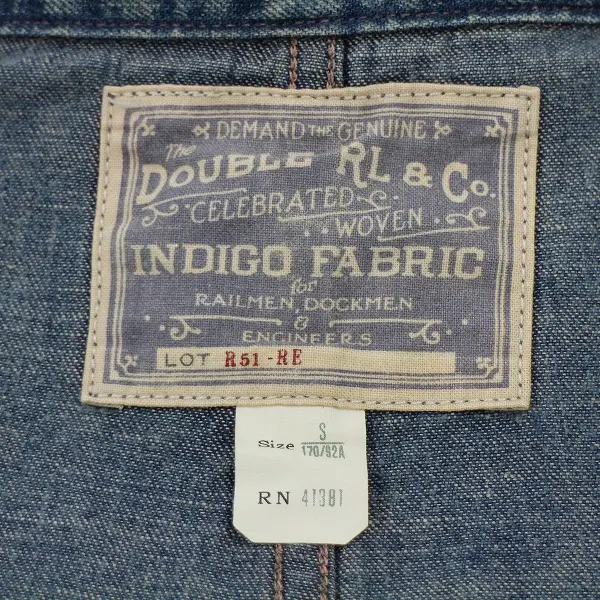 DEMAND THE GENUINE
The
DOUBLE RL & Co.
CELEBRATED
WOVEN
INDIGO FABRIC
for
RAILMEN, DOCKMEN
&
ENGINEERS
LOT R51-RE
Size S
170/92A
RN 41381